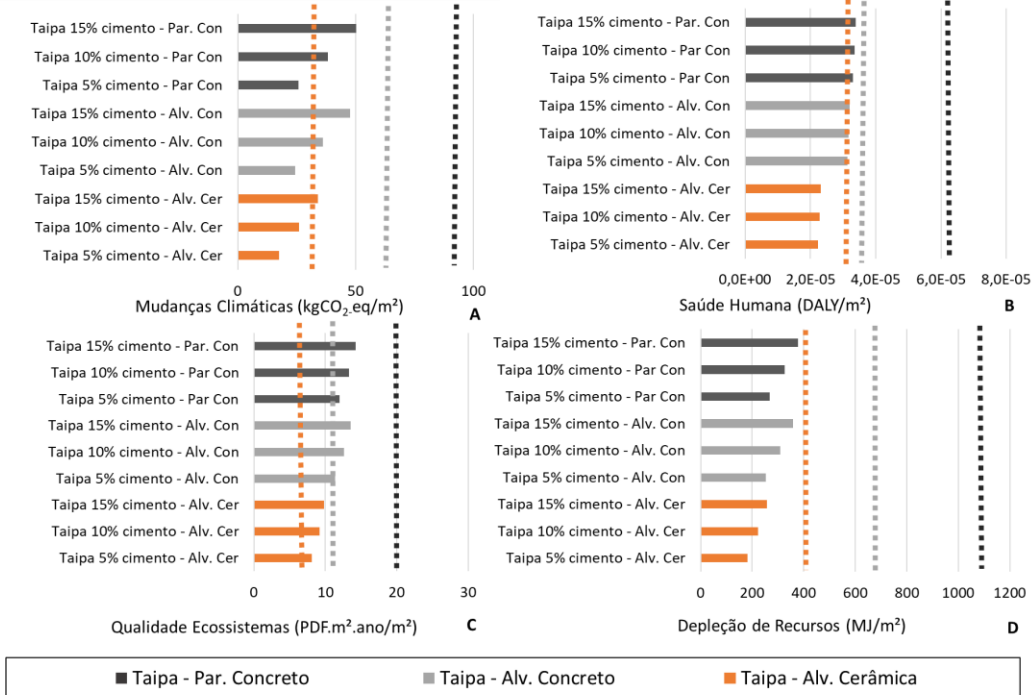 Taipa 15% cimento - Par. Con
Taipa 10% cimento - Par Con
Taipa 5% cimento - Par Con
Taipa 15% cimento - Alv. Con
Taipa 10% cimento - Alv. Con
Taipa 5% cimento - Alv. Con
Taipa 15% cimento - Alv. Cer
Taipa 10% cimento - Alv. Cer
Taipa 5% cimento - Alv. Cer
0 50 100
Mudanças Climáticas (kgCO₂.eq/m²)
A
Taipa 15% cimento - Par. Con
Taipa 10% cimento - Par. Con
Taipa 5% cimento - Par. Con
Taipa 15% cimento - Alv. Con
Taipa 10% cimento - Alv. Con
Taipa 5% cimento - Alv. Con
Taipa 15% cimento - Alv. Cer
Taipa 10% cimento - Alv. Cer
Taipa 5% cimento - Alv. Cer
0,0E+00 2,0E-05 4,0E-05 6,0E-05 8,0E-05
Saúde Humana (DALY/m²)
B
Taipa 15% cimento - Par. Con
Taipa 10% cimento - Par Con
Taipa 5% cimento - Par Con
Taipa 15% cimento - Alv. Con
Taipa 10% cimento - Alv. Con
Taipa 5% cimento - Alv. Con
Taipa 15% cimento - Alv. Cer
Taipa 10% cimento - Alv. Cer
Taipa 5% cimento - Alv. Cer
0 10 20 30
Qualidade Ecossistemas (PDF.m².ano/m²)
C
Taipa 15% cimento - Par. Con
Taipa 10% cimento - Par Con
Taipa 5% cimento - Par Con
Taipa 15% cimento - Alv. Con
Taipa 10% cimento - Alv. Con
Taipa 5% cimento - Alv. Con
Taipa 15% cimento - Alv. Cer
Taipa 10% cimento - Alv. Cer
Taipa 5% cimento - Alv. Cer
0 200 400 600 800 1000 1200
Depleção de Recursos (MJ/m²)
D
Taipa - Par. Concreto
Taipa - Alv. Concreto
Taipa - Alv. Cerâmica